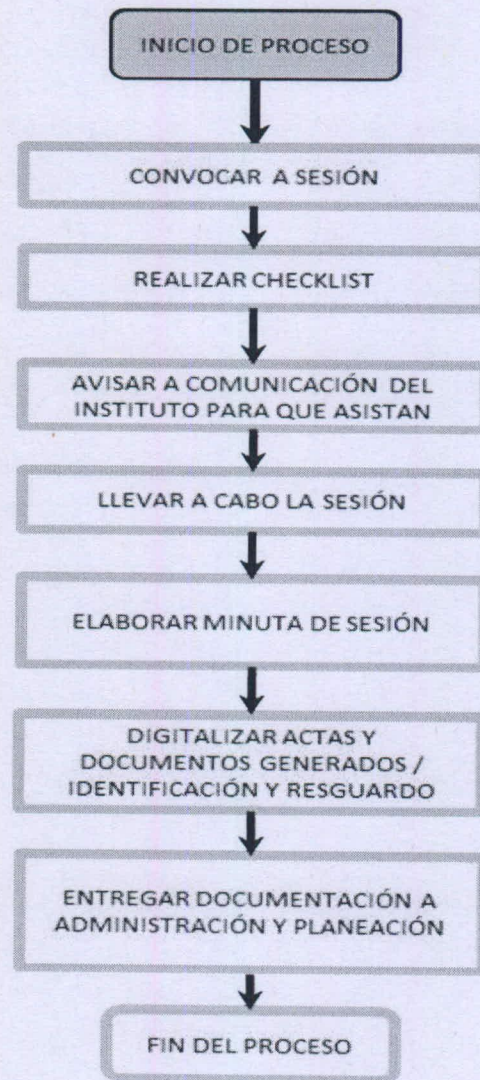 INICIO DE PROCESO
CONVOCAR A SESIÓN
REALIZAR CHECKLIST
AVISAR A COMUNICACIÓN DEL
INSTITUTO PARA QUE ASISTAN
LLEVAR A CABO LA SESIÓN
ELABORAR MINUTA DE SESIÓN
DIGITALIZAR ACTAS Y
DOCUMENTOS GENERADOS /
IDENTIFICACIÓN Y RESGUARDO
ENTREGAR DOCUMENTACIÓN A
ADMINISTRACIÓN Y PLANEACIÓN
FIN DEL PROCESO